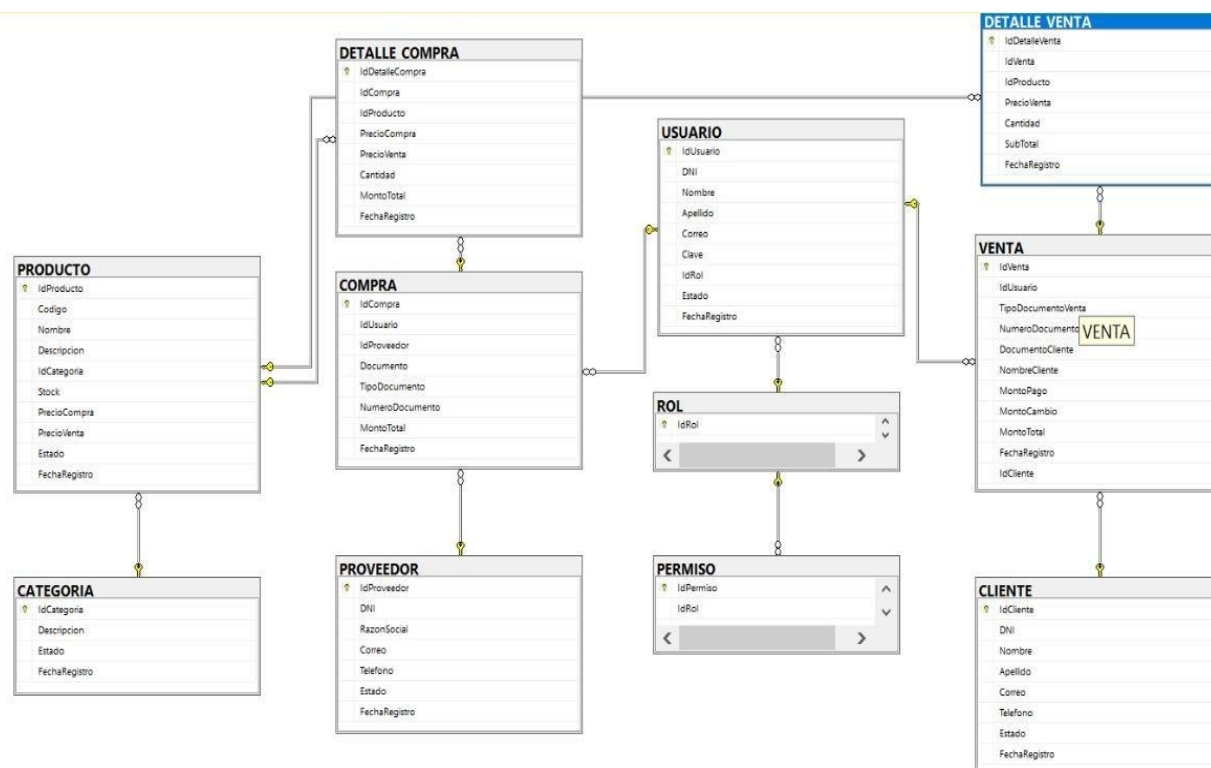 DETALLE COMPRA
IdDetalleCompra
IdCompra
IdProducto
PrecioCompra
PrecioVenta
Cantidad
MontoTotal
FechaRegistro
DETALLE VENTA
IdDetalleVenta
IdVenta
IdProducto
PrecioVenta
Cantidad
SubTotal
FechaRegistro
USUARIO
IdUsuario
DNI
Nombre
Apellido
Correo
Clave
IdRol
Estado
FechaRegistro
PRODUCTO
IdProducto
Codigo
Nombre
Descripcion
IdCategoria
Stock
PrecioCompra
PrecioVenta
Estado
FechaRegistro
COMPRA
IdCompra
IdUsuario
IdProveedor
Documento
TipoDocumento
NumeroDocumento
MontoTotal
FechaRegistro
VENTA
IdVenta
IdUsuario
TipoDocumentoVenta
NumeroDocumento
VENTA
DocumentoCliente
NombreCliente
MontoPago
MontoCambio
MontoTotal
FechaRegistro
IdCliente
ROL
IdRol
CATEGORIA
IdCategoria
Descripcion
Estado
FechaRegistro
PROVEEDOR
IdProveedor
DNI
RazonSocial
Correo
Telefono
Estado
FechaRegistro
PERMISO
IdPermiso
IdRol
CLIENTE
IdCliente
DNI
Nombre
Apellido
Correo
Telefono
Estado
FechaRegistro